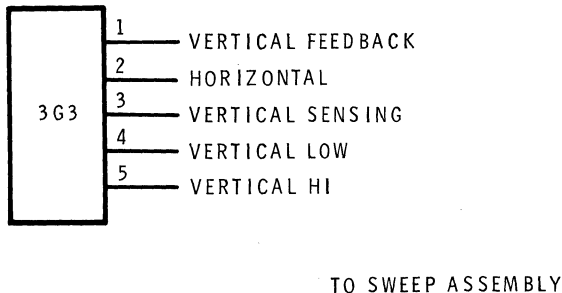 1 VERTICAL FEEDBACK
2 HORIZONTAL
3G3 3 VERTICAL SENSING
4 VERTICAL LOW
5 VERTICAL HI
TO SWEEP ASSEMBLY